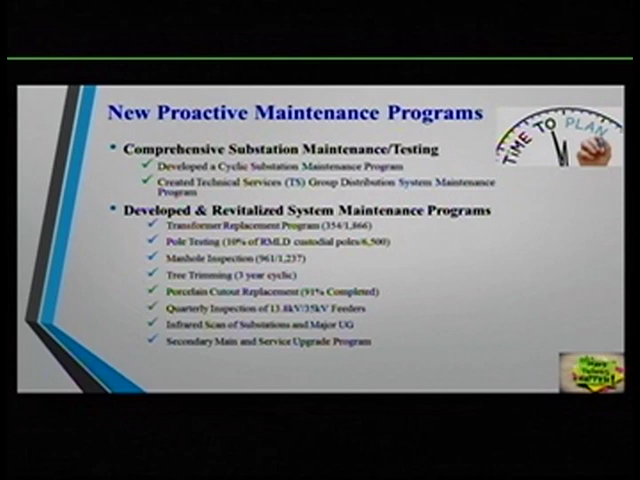 New Proactive Maintenance Programs
TIME TO PLAN
Comprehensive Substation Maintenance/Testing
Developed a Cyclic Substation Maintenance Program
Created Technical Services (TS) Group Distribution System Maintenance
Program
Developed & Revitalized System Maintenance Programs
Transformer Replacement Program (354/1,866)
Pole Testing (10% of RMLD custodial poles/6,500)
Manhole Inspection (961/1,237)
Tree Trimming (3 year cyclic)
Porcelain Cutout Replacement (91% Completed)
Quarterly Inspection of 13.8kV/35kV Feeders
Infrared Scan of Substations and Major UG
Secondary Main and Service Upgrade Program